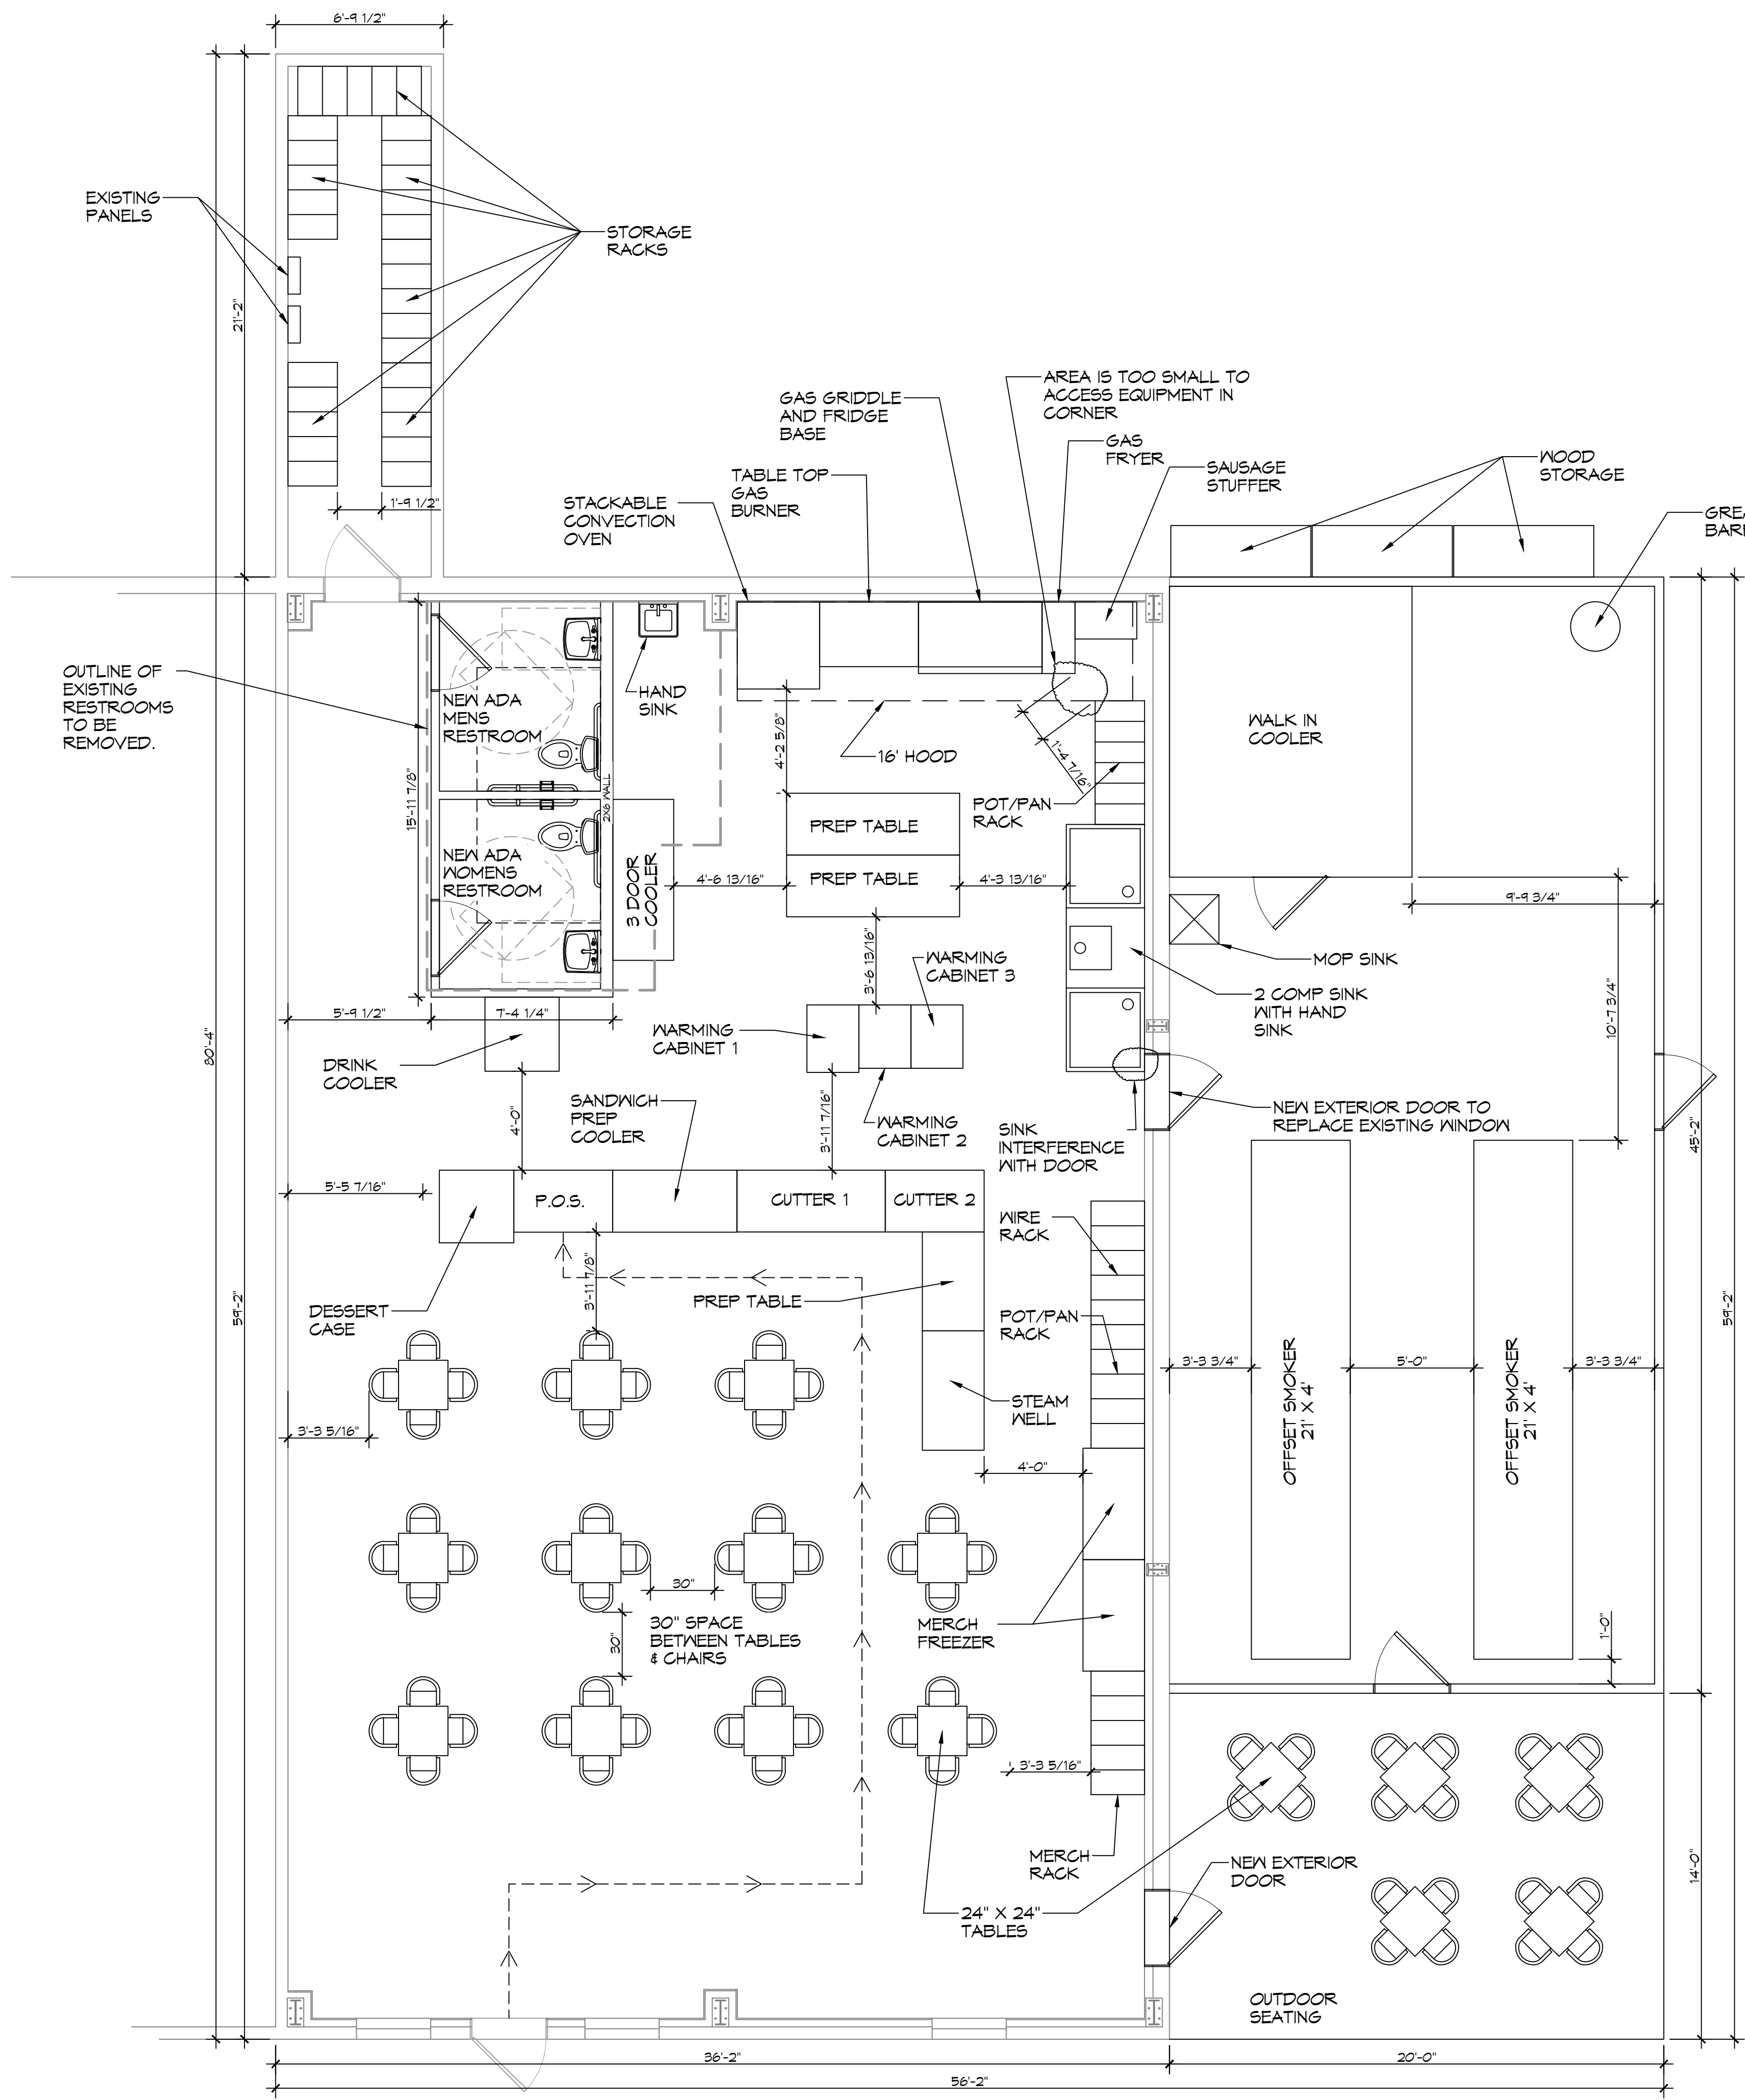 6'-9 1/2"
EXISTING
PANELS
STORAGE
RACKS
21'-2"
1'-9 1/2"
AREA IS TOO SMALL TO
ACCESS EQUIPMENT IN
CORNER
GAS GRIDDLE
AND FRIDGE
BASE
GAS
FRYER
SAUSAGE
STUFFER
WOOD
STORAGE
TABLE TOP
GAS
BURNER
STACKABLE
CONVECTION
OVEN
GREA
BARE
OUTLINE OF
EXISTING
RESTROOMS
TO BE
REMOVED.
NEW ADA
MENS
RESTROOM
HAND
SINK
4'-2 5/8"
16' HOOD
1'-4 7/16"
WALK IN
COOLER
15'-11 7/8"
2X6 WALL
POT/PAN
RACK
PREP TABLE
NEW ADA
WOMENS
RESTROOM
3 DOOR
COOLER
4'-6 13/16"
PREP TABLE
4'-3 13/16"
9'-9 3/4"
3'-6 13/16"
WARMING
CABINET 3
MOP SINK
2 COMP SINK
WITH HAND
SINK
10'-7 3/4"
5'-9 1/2"
7'-4 1/4"
WARMING
CABINET 1
80'-4"
DRINK
COOLER
4'-0"
SANDWICH
PREP
COOLER
3'-11 7/16"
WARMING
CABINET 2
SINK
INTERFERENCE
WITH DOOR
NEW EXTERIOR DOOR TO
REPLACE EXISTING WINDOW
45'-2"
5'-5 7/16"
P.O.S.
CUTTER 1
CUTTER 2
WIRE
RACK
3'-11 7/8"
PREP TABLE
DESSERT
CASE
POT/PAN
RACK
59'-2"
59'-2"
3'-3 3/4"
OFFSET SMOKER
21' X 4'
5'-0"
OFFSET SMOKER
21' X 4'
3'-3 3/4"
STEAM
WELL
3'-3 5/16"
4'-0"
30"
30" SPACE
BETWEEN TABLES
& CHAIRS
30"
MERCH
FREEZER
1'-0"
3'-3 5/16"
MERCH
RACK
NEW EXTERIOR
DOOR
14'-0"
24" X 24"
TABLES
OUTDOOR
SEATING
36'-2"
20'-0"
56'-2"